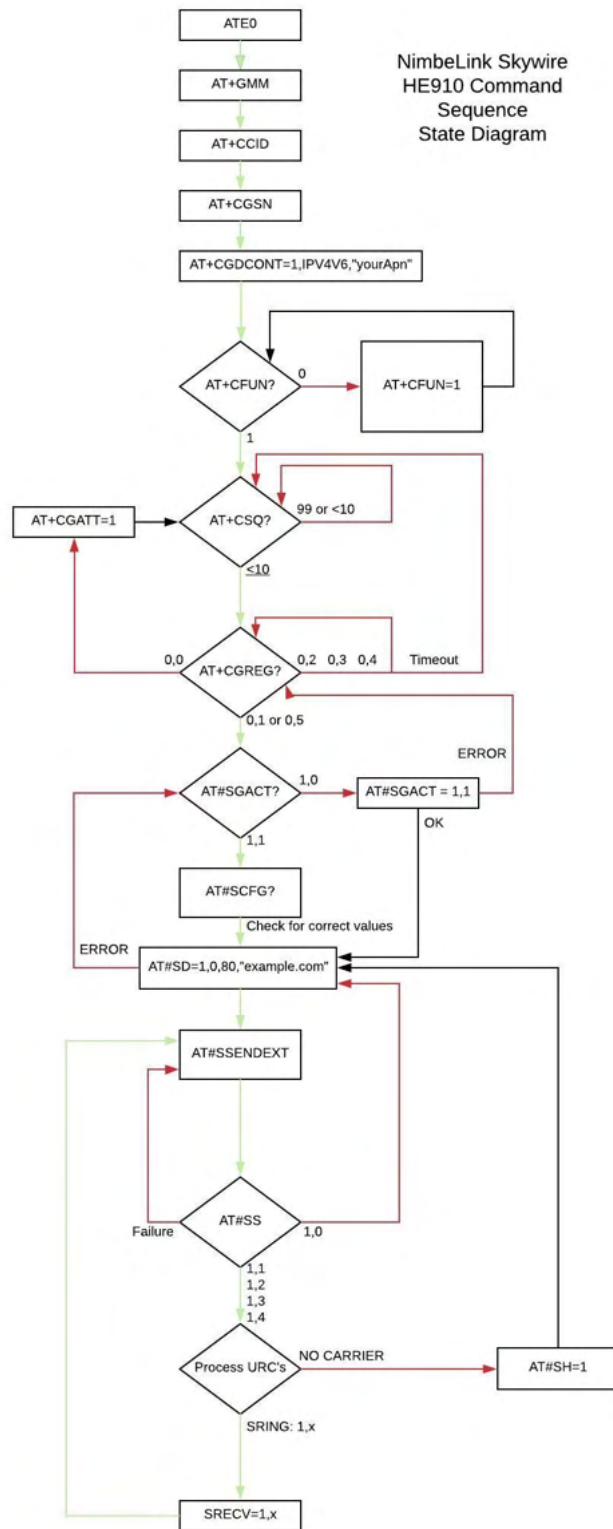 NimbeLink Skywire
HE910 Command
Sequence
State Diagram
ATE0
AT+GMM
AT+CCID
AT+CGSN
AT+CGDCONT=1,IPV4V6,"yourApn"
AT+CFUN?
0
AT+CFUN=1
1
AT+CGATT=1
AT+CSQ?
99 or <10
<10
0,0
AT+CGREG?
0,2 0,3 0,4
Timeout
0,1 or 0,5
ERROR
AT#SGACT?
1,0
AT#SGACT = 1,1
OK
1,1
AT#SCFG?
Check for correct values
ERROR
AT#SD=1,0,80,"example.com"
AT#SSENDEXT
AT#SS
Failure
1,0
1,1
1,2
1,3
1,4
Process URC's
NO CARRIER
AT#SH=1
SRING: 1,x
SRECV=1,x